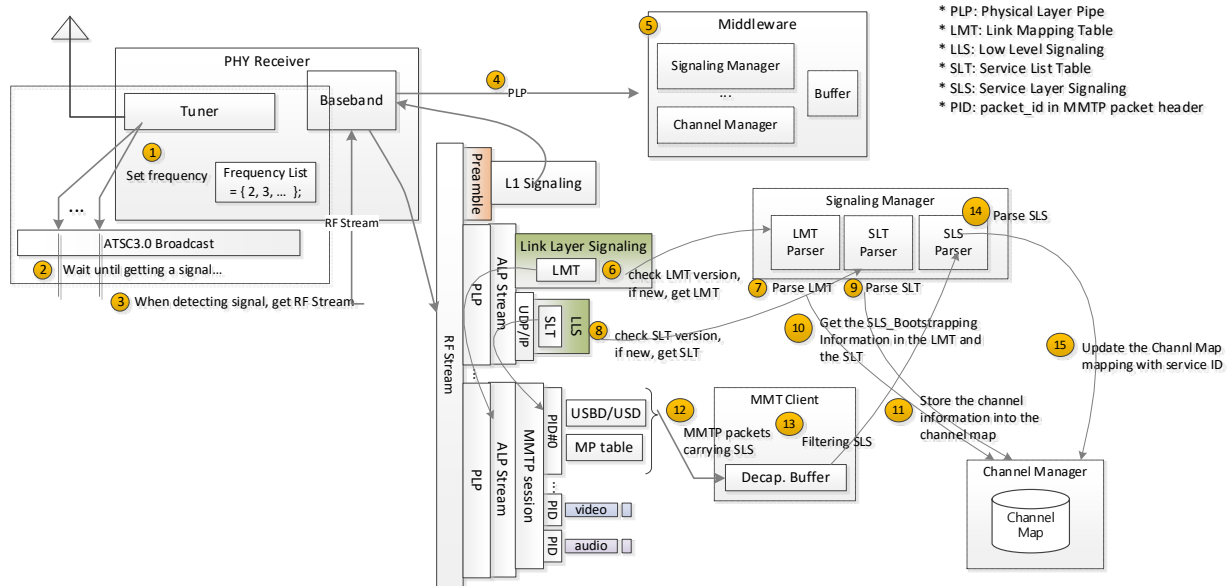 Middleware
5
Signaling Manager
...
Channel Manager
Buffer
* PLP: Physical Layer Pipe
* LMT: Link Mapping Table
* LLS: Low Level Signaling
* SLT: Service List Table
* SLS: Service Layer Signaling
* PID: packet_id in MMTP packet header
PHY Receiver
Tuner
Baseband
4
PLP
1
Set frequency
Frequency List
= { 2, 3, ... };
...
RF Stream
ATSC3.0 Broadcast
2
Wait until getting a signal...
3
When detecting signal, get RF Stream
RF Stream
Preamble
L1 Signaling
PLP
ALP Stream
Link Layer Signaling
LMT
6
check LMT version,
if new, get LMT
UDP/IP
SLT
LLS
8
check SLT version,
if new, get SLT
...
PLP
ALP Stream
MMTP session
PID#0
USBD/USD
MP table
...
PID
video
PID
audio
12
MMTP packets
carrying SLS
MMT Client
13
Filtering SLS
Decap. Buffer
Signaling Manager
LMT
Parser
SLT
Parser
SLS
Parser
14
Parse SLS
7
Parse LMT
9
Parse SLT
10
Get the SLS_Bootstrapping
Information in the LMT and
the SLT
15
Update the Channl Map
mapping with service ID
11
Store the channel
information into the
channel map
Channel Manager
Channel
Map